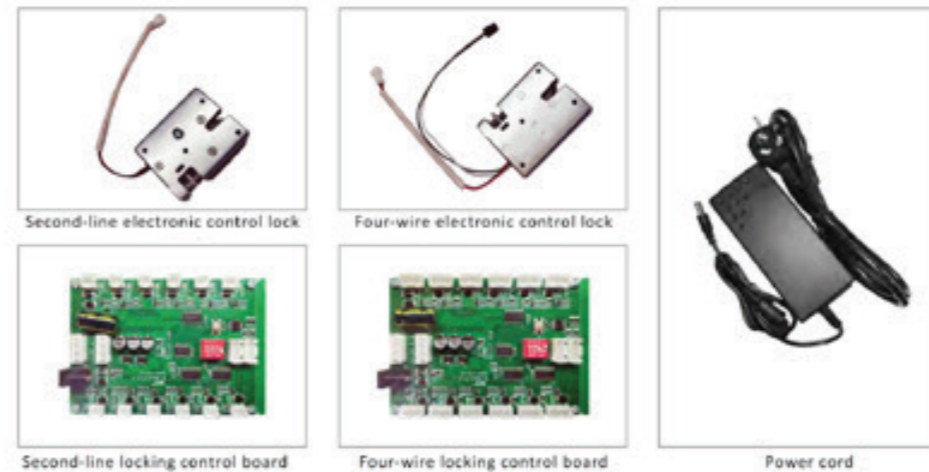 Second-line electronic control lock
Four-wire electronic control lock
Second-line locking control board
Four-wire locking control board
Power cord